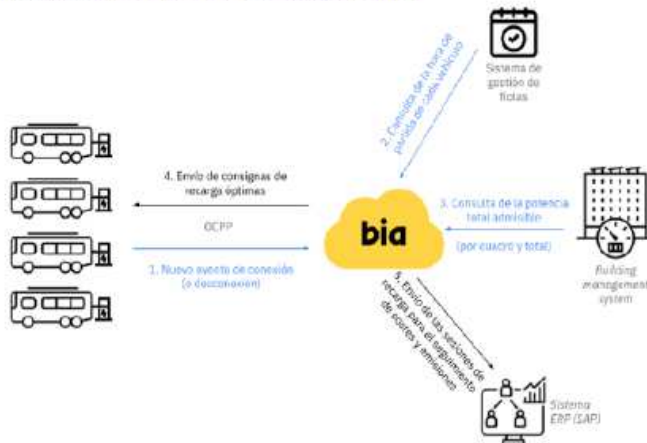 Sistema de
gestión de
flotas
2. Consulta de la hora de
partida de cada vehículo
4. Envío de consignas de
recarga óptimas
OCPP
bia
3. Consulta de la potencia
total admisible
(por cuadro y total)
1. Nuevo evento de conexión
(o desconexión)
Building
management
system
5. Envío de las sesiones de
recarga para el seguimiento
de costes y emisiones
Sistema
ERP (SAP)